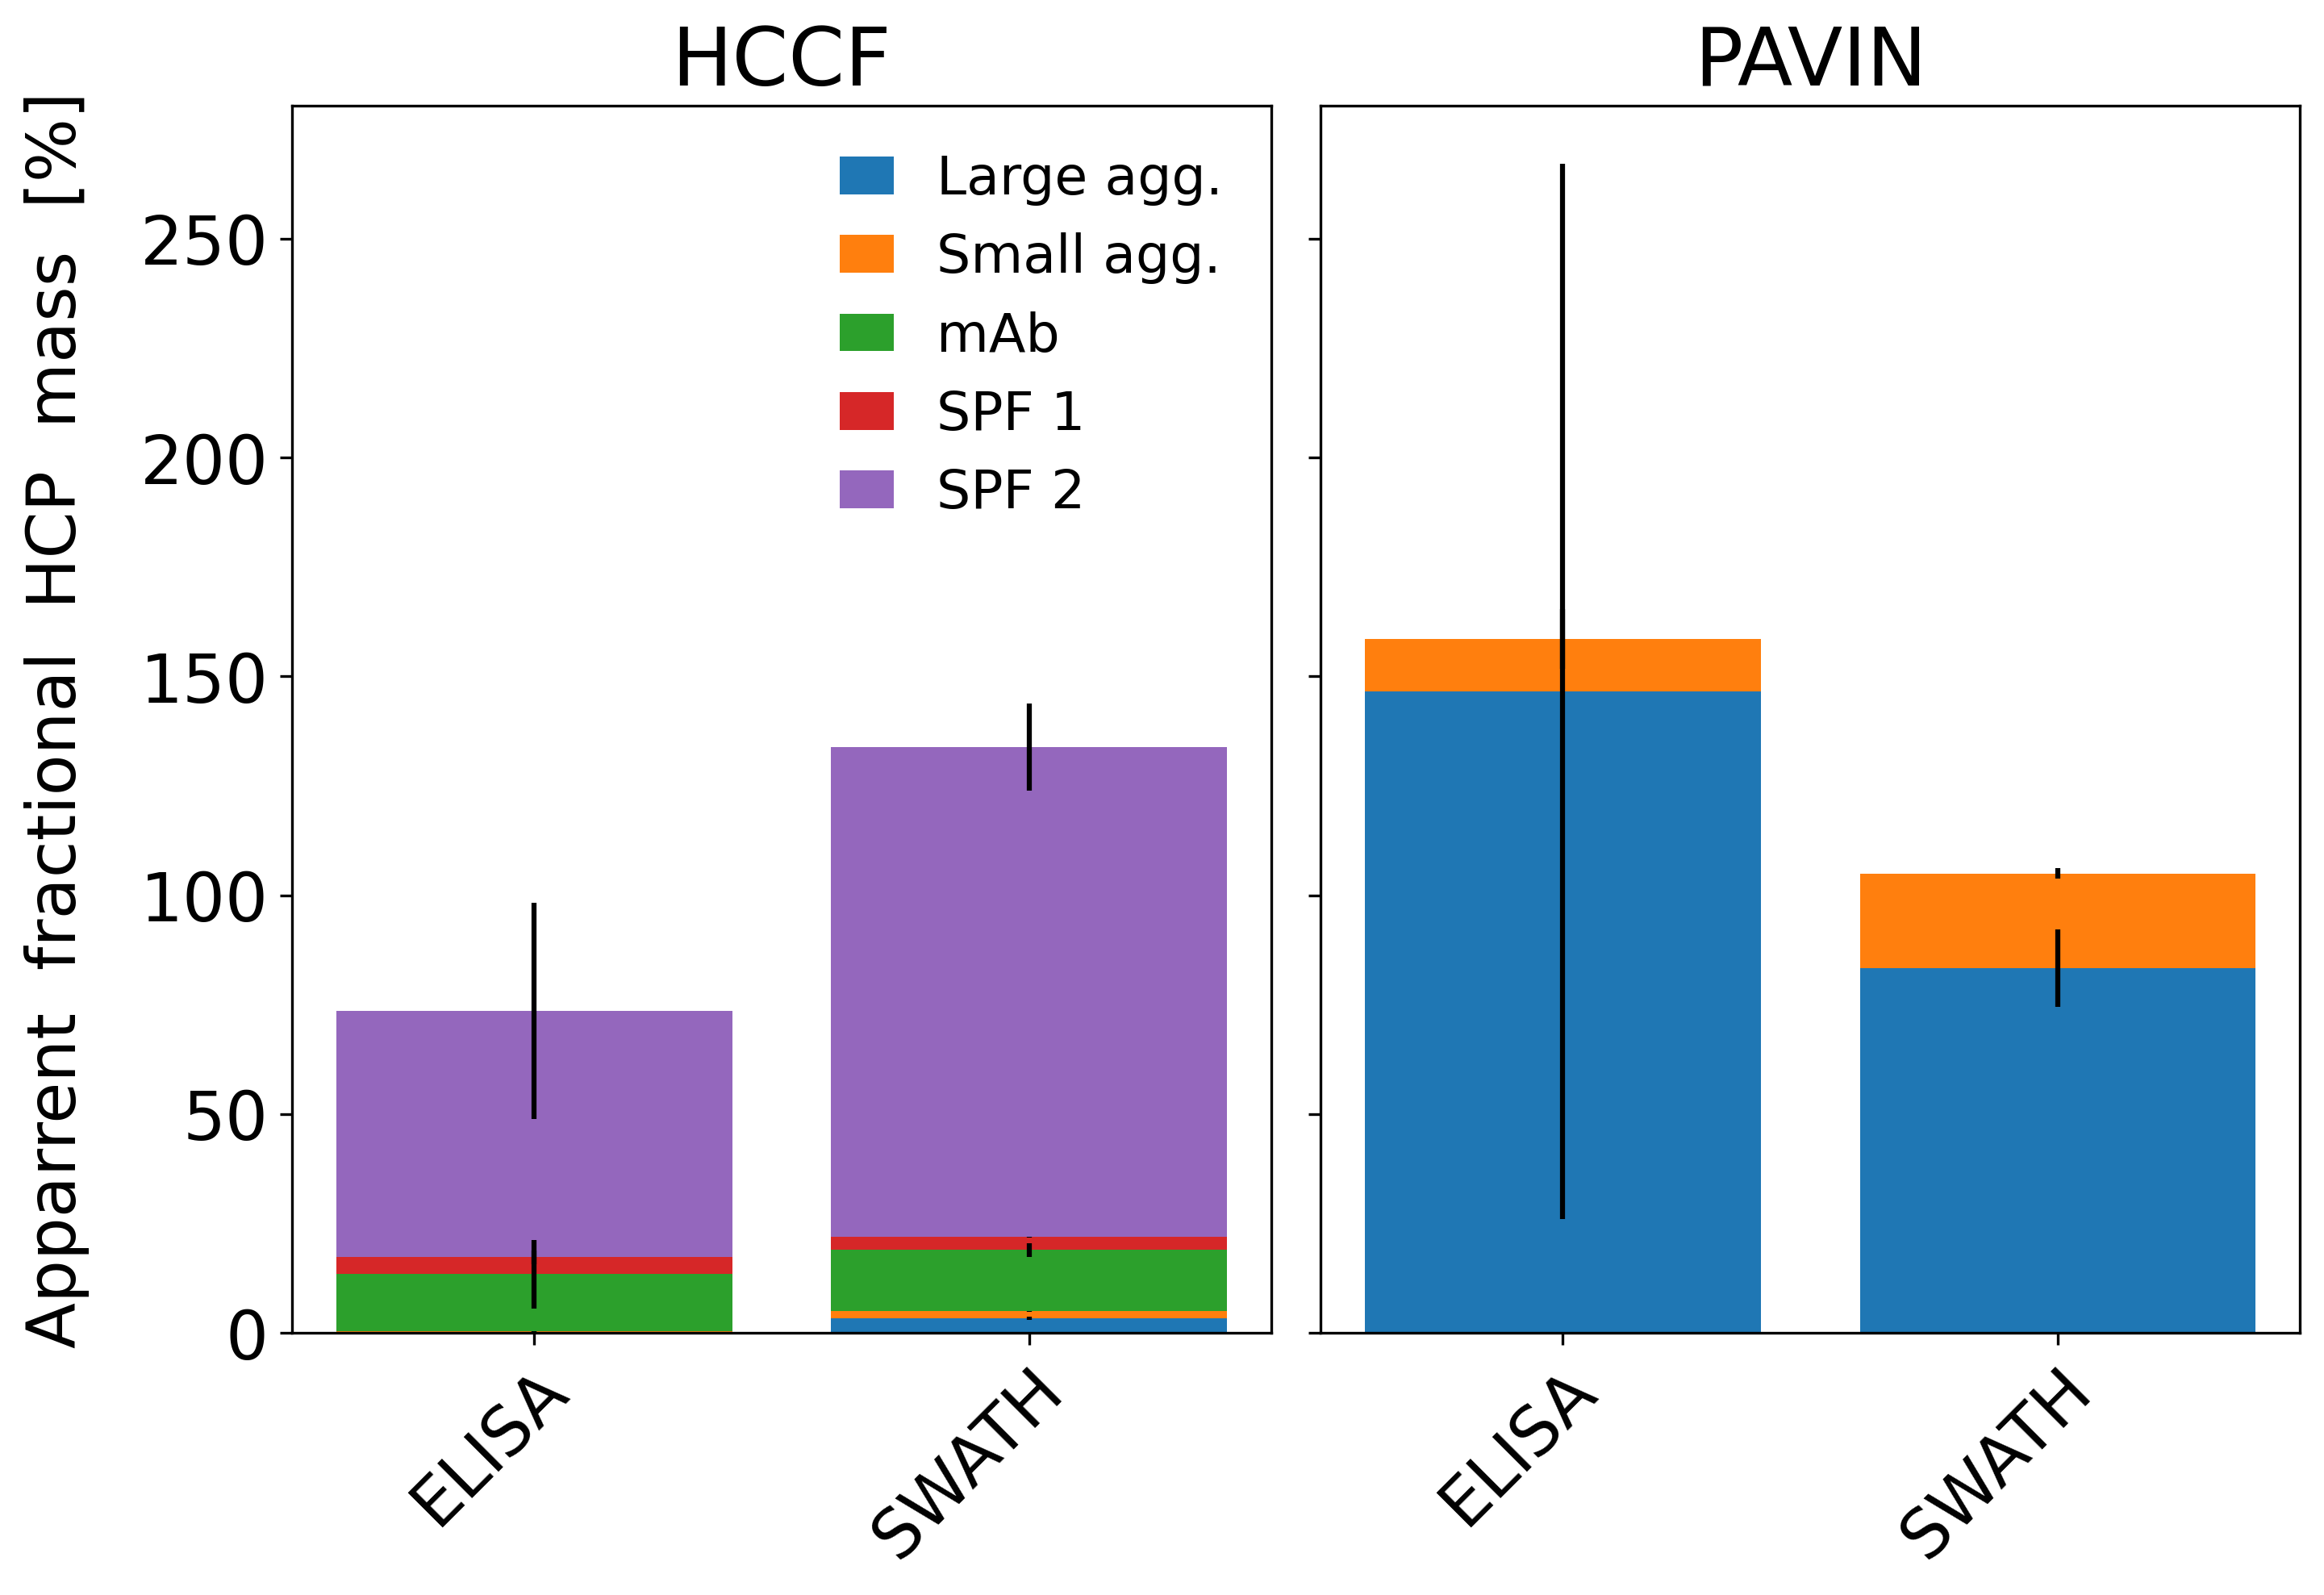 HCCF
PAVIN
Apparrent fractional HCP mass [%]
250
200
150
100
50
0
Large agg.
Small agg.
mAb
SPF 1
SPF 2
ELISA
SWATH
ELISA
SWATH